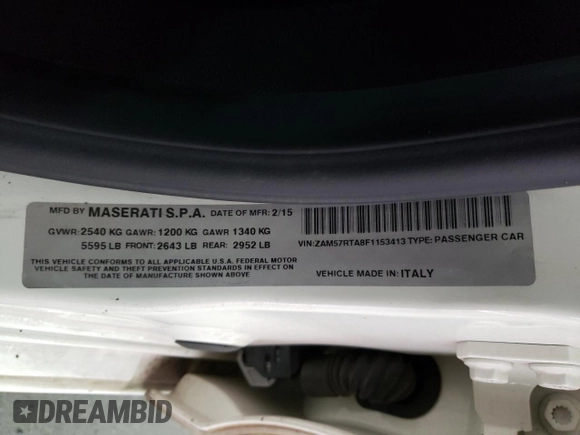 MFD BY MASERATI S.P.A. DATE OF MFR: 2/15
GVWR: 2540 KG GAWR: 1200 KG GAWR 1340 KG
5595 LB FRONT: 2643 LB REAR: 2952 LB
VIN: ZAM57RTA8F1153413 TYPE: PASSENGER CAR
THIS VEHICLE CONFORMS TO ALL APPLICABLE U.S.A. FEDERAL MOTOR
VEHICLE SAFETY AND THEFT PREVENTION STANDARDS IN EFFECT ON
THE DATE OF MANUFACTURE SHOWN ABOVE
VEHICLE MADE IN: ITALY
DREAMBID